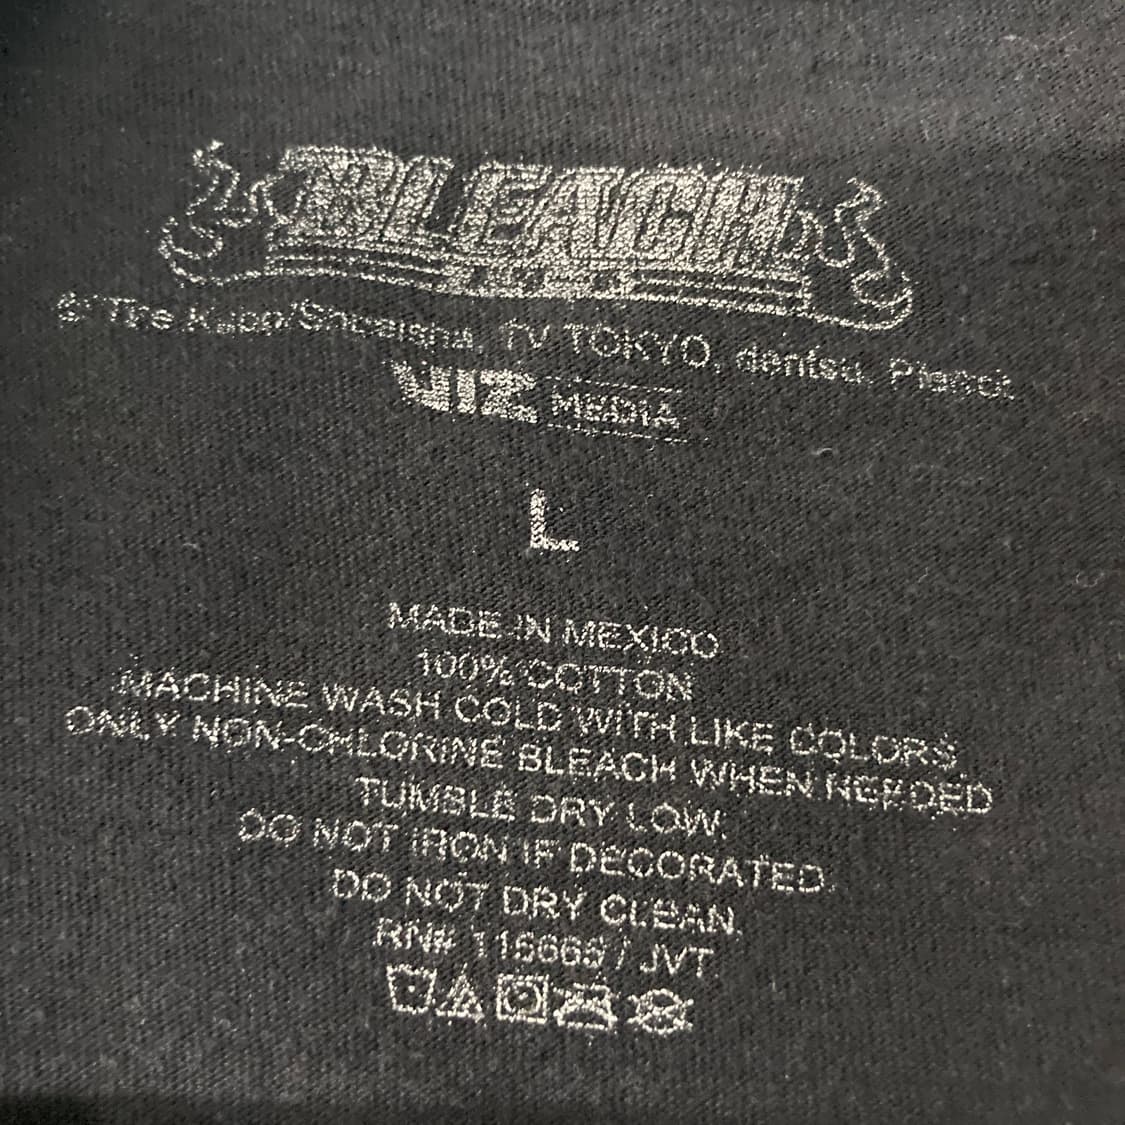 BLEACH
© Tite Kubo/Shueisha, TV TOKYO, dentsu, Pierrot
VIZ MEDIA
L
MADE IN MEXICO
100% COTTON
MACHINE WASH COLD WITH LIKE COLORS
ONLY NON-CHLORINE BLEACH WHEN NEEDED
TUMBLE DRY LOW.
DO NOT IRON IF DECORATED.
DO NOT DRY CLEAN.
RN# 115669 / JVT